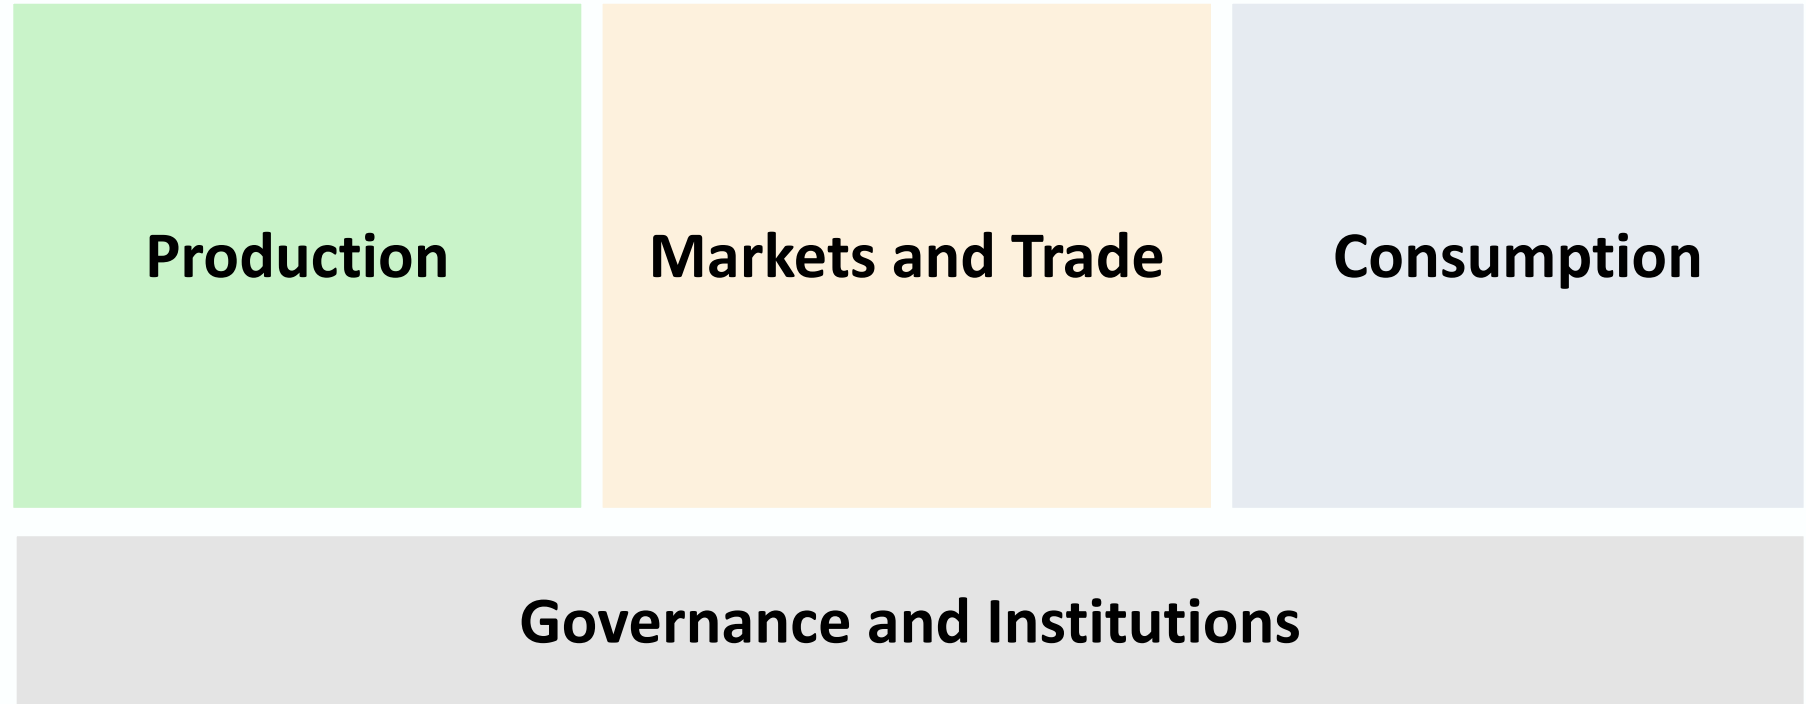 Production
Markets and Trade
Consumption
Governance and Institutions